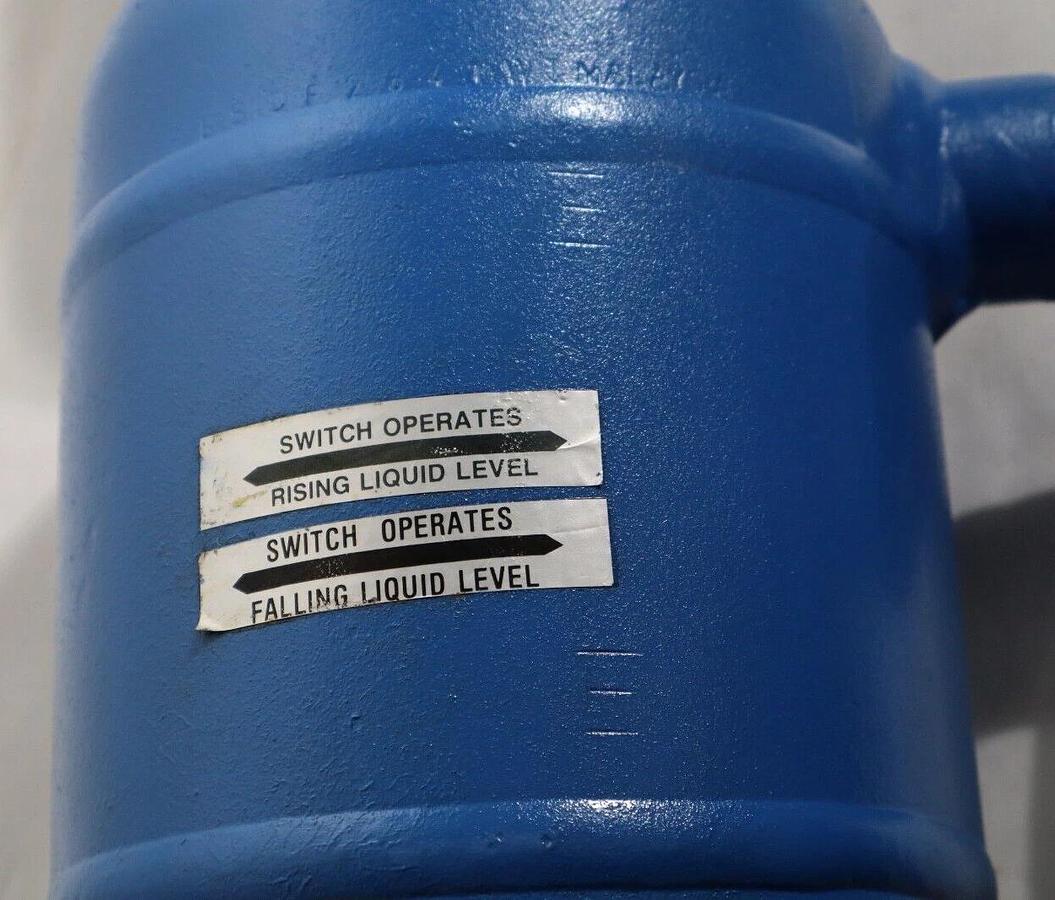 SWITCH OPERATES
RISING LIQUID LEVEL
SWITCH OPERATES
FALLING LIQUID LEVEL